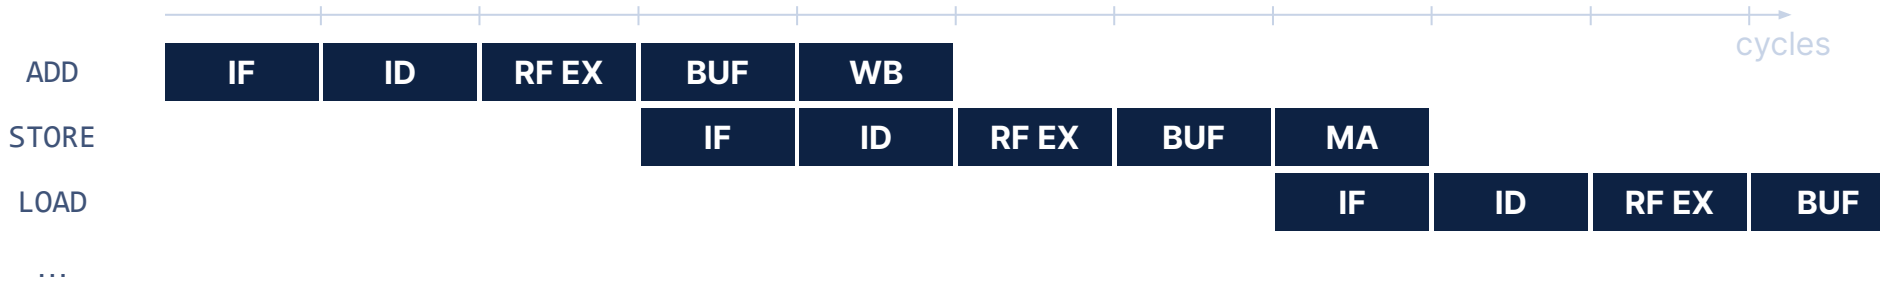 cycles
ADD IF ID RF EX BUF WB
STORE IF ID RF EX BUF MA
LOAD IF ID RF EX BUF
...